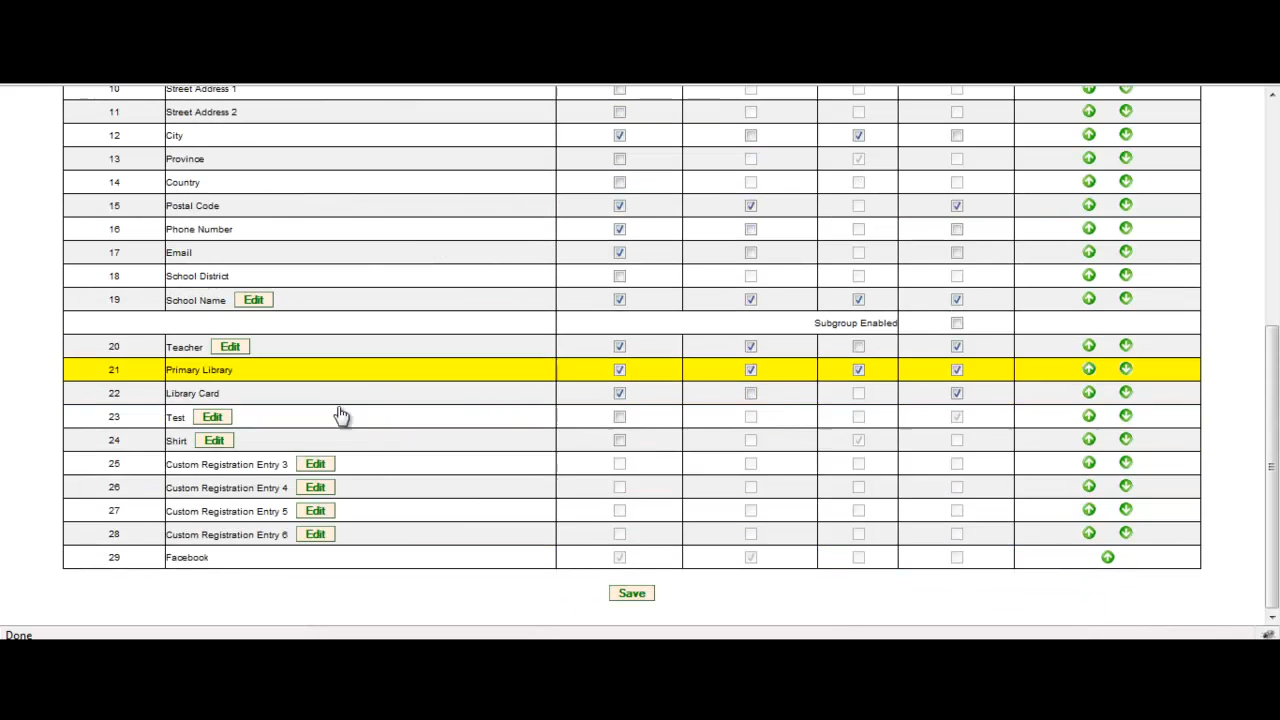 10 Street Address 1
11 Street Address 2
12 City
13 Province
14 Country
15 Postal Code
16 Phone Number
17 Email
18 School District
19 School Name Edit
Subgroup Enabled
20 Teacher Edit
21 Primary Library
22 Library Card
23 Test Edit
24 Shirt Edit
25 Custom Registration Entry 3 Edit
26 Custom Registration Entry 4 Edit
27 Custom Registration Entry 5 Edit
28 Custom Registration Entry 6 Edit
29 Facebook
Save
Done